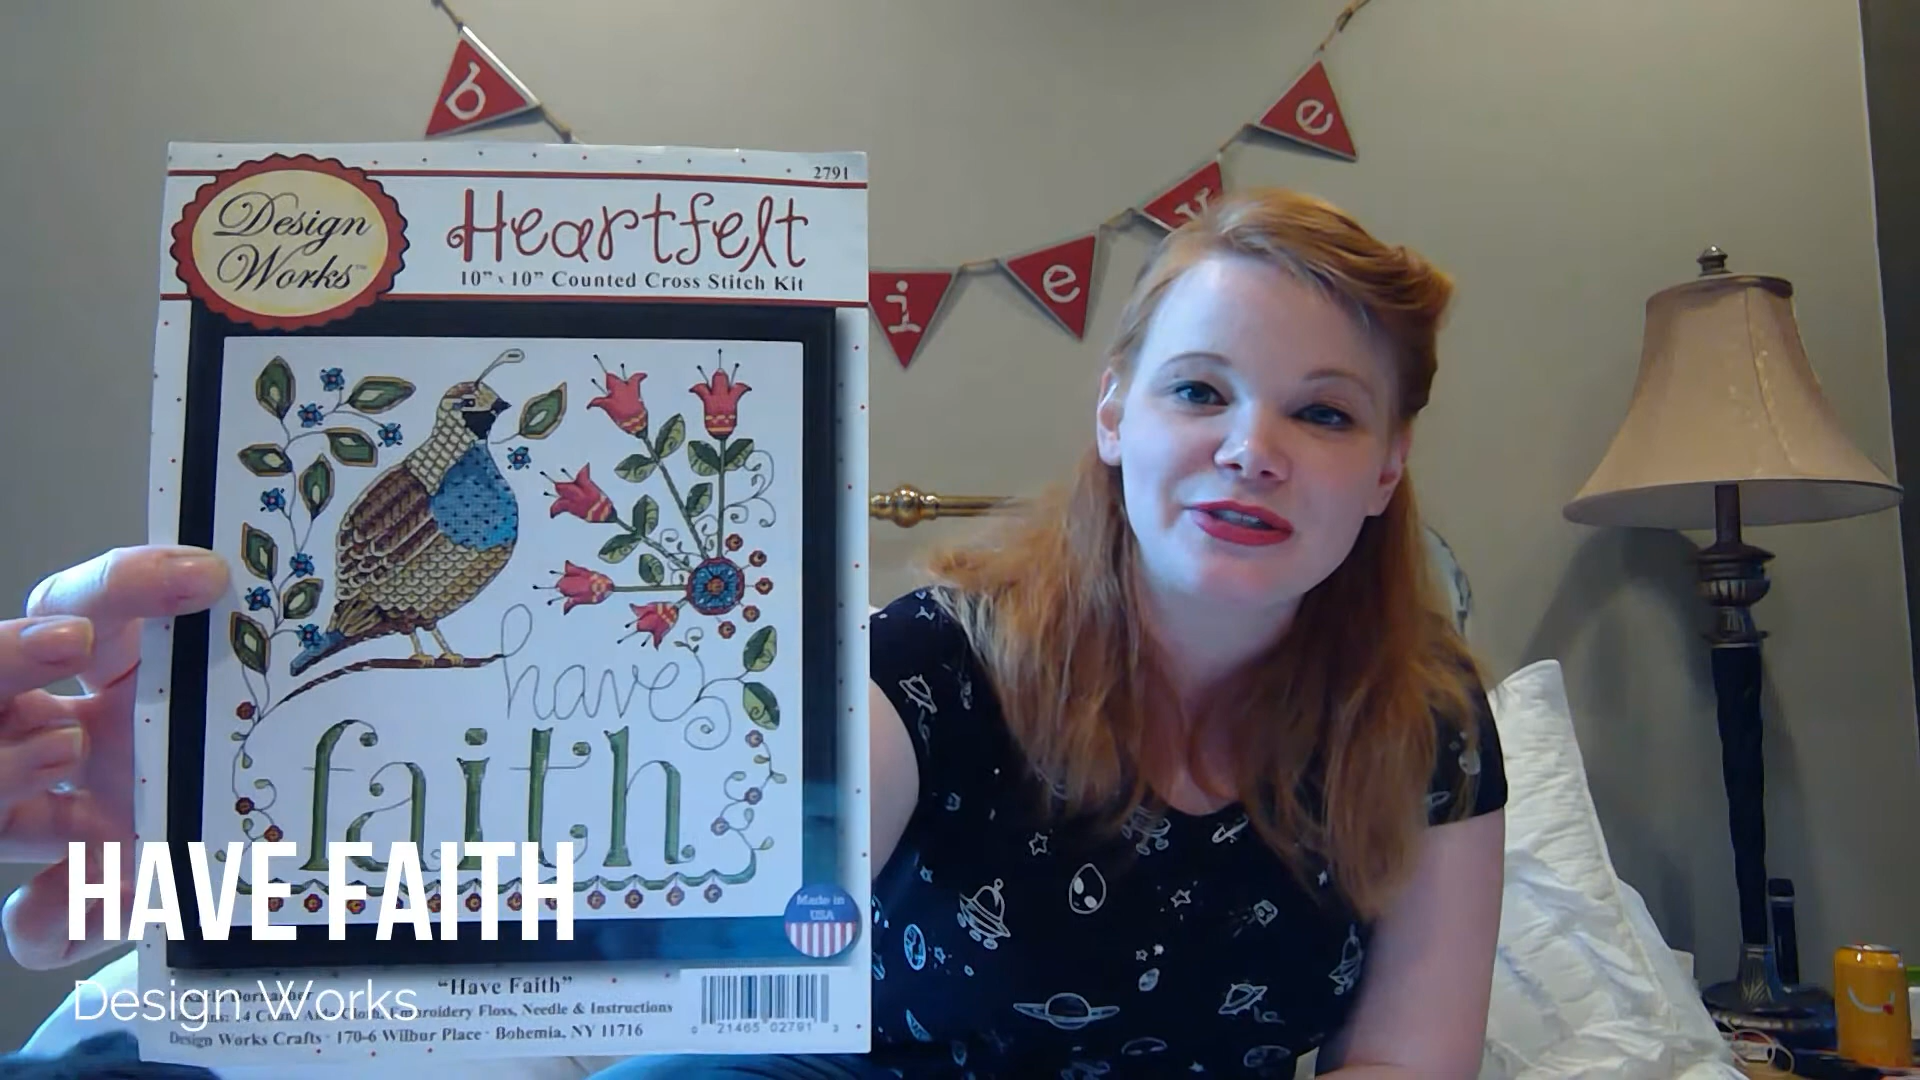 b
i
e
v
e
2791
Design
Works™
Heartfelt
10" x 10" Counted Cross Stitch Kit
have
faith
Made in
USA
HAVE FAITH
Design Works
"Have Faith"
Embroidery Floss, Needle & Instructions
Design Works Crafts · 170-6 Wilbur Place · Bohemia, NY 11716
0 21465 02791 3